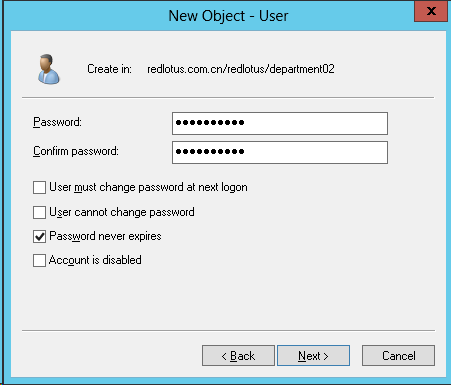 New Object - User
x
Create in: redlotus.com.cn/redlotus/department02
Password: ●●●●●●●●●●
Confirm password: ●●●●●●●●●●
User must change password at next logon
User cannot change password
Password never expires
Account is disabled
< Back Next > Cancel